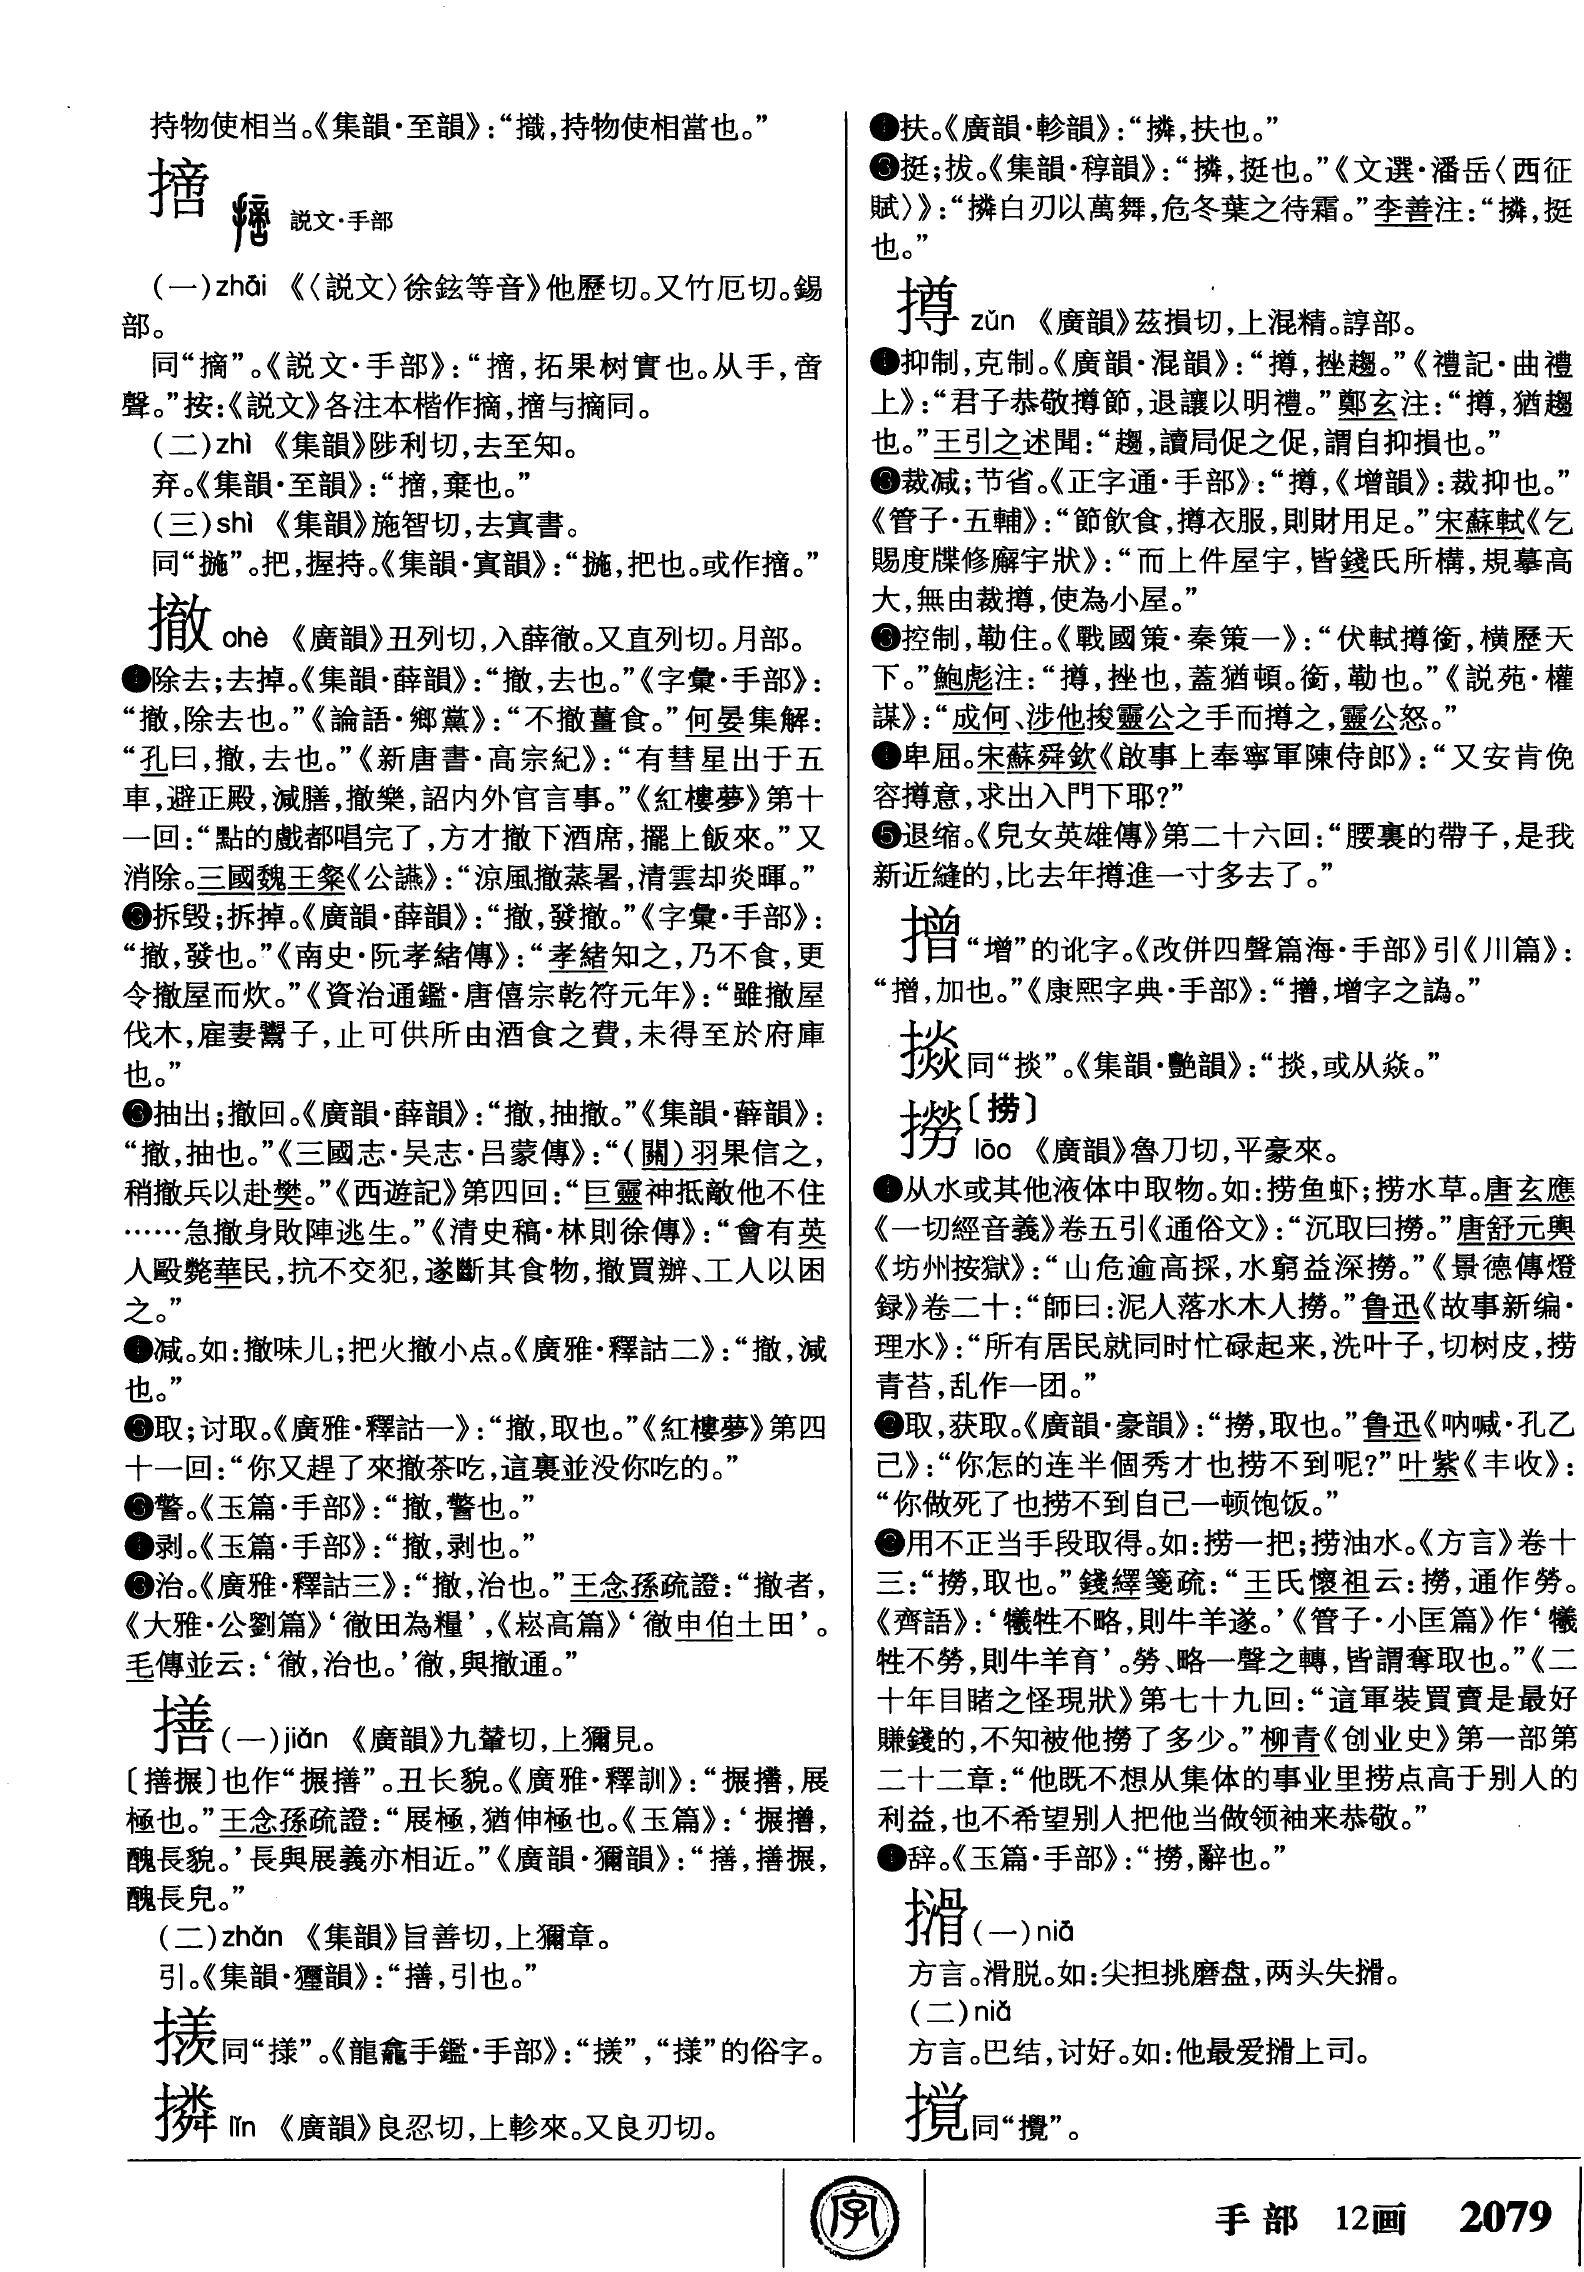 持物使相当。《集韻·至韻》：“㨁，持物使相當也。”
㨖
説文·手部
(一)zhāi 《〈説文〉徐鉉等音》他歷切。又竹厄切。錫
部。
同“摘”。《説文·手部》：“㨖，拓果树實也。从手，啻
聲。”按：《説文》各注本楷作摘，㨖与摘同。
(二)zhì 《集韻》陟利切，去至知。
弃。《集韻·至韻》：“㨖，棄也。”
(三)shì 《集韻》施智切，去寘書。
同“㩼”。把，握持。《集韻·寘韻》：“㩼，把也。或作㨖。”
撤 chè 《廣韻》丑列切，入薛徹。又直列切。月部。
❶除去；去掉。《集韻·薛韻》：“撤，去也。”《字彙·手部》：
“撤，除去也。”《論語·鄉黨》：“不撤薑食。”何晏集解：
“孔曰，撤，去也。”《新唐書·高宗紀》：“有彗星出于五
車，避正殿，減膳，撤樂，詔内外官言事。”《紅樓夢》第十
一回：“點的戲都唱完了，方才撤下酒席，擺上飯來。”又
消除。三國魏王粲《公讌》：“涼風撤蒸暑，清雲却炎暉。”
❷拆毁；拆掉。《廣韻·薛韻》：“撤，發撤。”《字彙·手部》：
“撤，發也。”《南史·阮孝緒傳》：“孝緒知之，乃不食，更
令撤屋而炊。”《資治通鑑·唐僖宗乾符元年》：“雖撤屋
伐木，雇妻鬻子，止可供所由酒食之費，未得至於府庫
也。”
❸抽出；撤回。《廣韻·薛韻》：“撤，抽撤。”《集韻·薛韻》：
“撤，抽也。”《三國志·吴志·吕蒙傳》：“（關）羽果信之，
稍撤兵以赴樊。”《西遊記》第四回：“巨靈神抵敵他不住
……急撤身敗陣逃生。”《清史稿·林則徐傳》：“會有英
人毆斃華民，抗不交犯，遂斷其食物，撤買辦、工人以困
之。”
❹减。如：撤味儿；把火撤小点。《廣雅·釋詁二》：“撤，減
也。”
❺取；讨取。《廣雅·釋詁一》：“撤，取也。”《紅樓夢》第四
十一回：“你又趕了來撤茶吃，這裏並没你吃的。”
❻警。《玉篇·手部》：“撤，警也。”
❼剥。《玉篇·手部》：“撤，剥也。”
❽治。《廣雅·釋詁三》：“撤，治也。”王念孫疏證：“撤者，
《大雅·公劉篇》‘徹田為糧’，《崧高篇》‘徹申伯土田’。
毛傳並云：‘徹，治也。’徹，與撤通。”
㨻 (一)jiǎn 《廣韻》九輦切，上獮見。
〔㨻搌〕也作“搌㨻”。丑长貌。《廣雅·釋訓》：“搌㨻，展
極也。”王念孫疏證：“展極，猶伸極也。《玉篇》：‘搌㨻，
醜長貌。’長與展義亦相近。”《廣韻·獮韻》：“㨻，㨻搌，
醜長皃。”
(二)zhǎn 《集韻》旨善切，上獮章。
引。《集韻·獮韻》：“㨻，引也。”
同“㨾”。《龍龕手鑑·手部》：“”，“㨾”的俗字。
撛 lǐn 《廣韻》良忍切，上軫來。又良刃切。
❶扶。《廣韻·軫韻》：“撛，扶也。”
❷挺；拔。《集韻·稕韻》：“撛，挺也。”《文選·潘岳〈西征
賦〉》：“撛白刃以萬舞，危冬葉之待霜。”李善注：“撛，挺
也。”
撙 zǔn 《廣韻》茲損切，上混精。諄部。
❶抑制，克制。《廣韻·混韻》：“撙，挫趨。”《禮記·曲禮
上》：“君子恭敬撙節，退讓以明禮。”鄭玄注：“撙，猶趨
也。”王引之述聞：“趨，讀局促之促，謂自抑損也。”
❷裁减；节省。《正字通·手部》：“撙，《增韻》：裁抑也。”
《管子·五輔》：“節飲食，撙衣服，則財用足。”宋蘇軾《乞
賜度牒修廨宇狀》：“而上件屋宇，皆錢氏所構，規摹高
大，無由裁撙，使為小屋。”
❸控制，勒住。《戰國策·秦策一》：“伏軾撙銜，橫歷天
下。”鮑彪注：“撙，挫也，蓋猶頓。銜，勒也。”《説苑·權
謀》：“成何、涉他捘靈公之手而撙之，靈公怒。”
❹卑屈。宋蘇舜欽《啟事上奉寧軍陳侍郎》：“又安肯俛
容撙意，求出入門下耶？”
❺退缩。《兒女英雄傳》第二十六回：“腰裏的帶子，是我
新近縫的，比去年撙進一寸多去了。”
撍 “增”的讹字。《改併四聲篇海·手部》引《川篇》：
“撍，加也。”《康熙字典·手部》：“撍，增字之譌。”
同“掞”。《集韻·艷韻》：“掞，或从焱。”
撈〔捞〕
lāo 《廣韻》魯刀切，平豪來。
❶从水或其他液体中取物。如：捞鱼虾；捞水草。唐玄應
《一切經音義》卷五引《通俗文》：“沉取曰撈。”唐舒元輿
《坊州按獄》：“山危逾高採，水窮益深撈。”《景德傳燈
録》卷二十：“師曰：泥人落水木人撈。”鲁迅《故事新编·
理水》：“所有居民就同时忙碌起来，洗叶子，切树皮，捞
青苔，乱作一团。”
❷取，获取。《廣韻·豪韻》：“撈，取也。”鲁迅《呐喊·孔乙
己》：“你怎的连半個秀才也捞不到呢？”叶紫《丰收》：
“你做死了也捞不到自己一顿饱饭。”
❸用不正当手段取得。如：捞一把；捞油水。《方言》卷十
三：“撈，取也。”錢繹箋疏：“王氏懷祖云：撈，通作勞。
《齊語》：‘犧牲不略，則牛羊遂。’《管子·小匡篇》作‘犧
牲不勞，則牛羊育’。勞、略一聲之轉，皆謂奪取也。”《二
十年目睹之怪現狀》第七十九回：“這軍裝買賣是最好
賺錢的，不知被他撈了多少。”柳青《创业史》第一部第
二十二章：“他既不想从集体的事业里捞点高于别人的
利益，也不希望别人把他当做领袖来恭敬。”
❹辞。《玉篇·手部》：“撈，辭也。”
(一)niā
方言。滑脱。如：尖担挑磨盘，两头失。
(二)niǎ
方言。巴结，讨好。如：他最爱上司。
撹 同“攪”。
字
手部 12画 2079